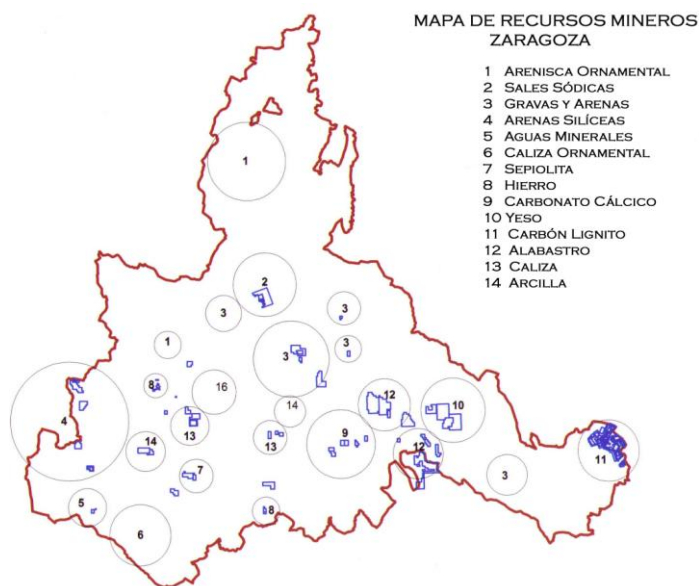 MAPA DE RECURSOS MINEROS
ZARAGOZA
1 ARENISCA ORNAMENTAL
2 SALES SÓDICAS
3 GRAVAS Y ARENAS
4 ARENAS SILÍCEAS
5 AGUAS MINERALES
6 CALIZA ORNAMENTAL
7 SEPIOLITA
8 HIERRO
9 CARBONATO CÁLCICO
10 YESO
11 CARBÓN LIGNITO
12 ALABASTRO
13 CALIZA
14 ARCILLA
1
2
3
3
1
3
3
8
16
12
14
10
4
13
13
9
14
12
11
7
3
5
8
6